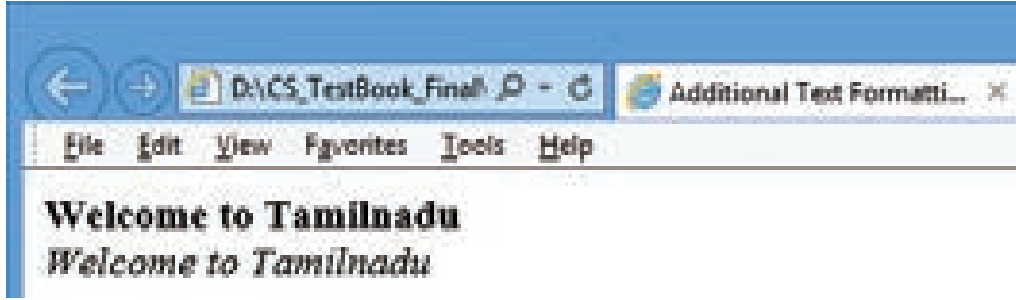 D:\CS_TestBook_Final\
Additional Text Formatti...
File Edit View Favorites Tools Help
Welcome to Tamilnadu
Welcome to Tamilnadu